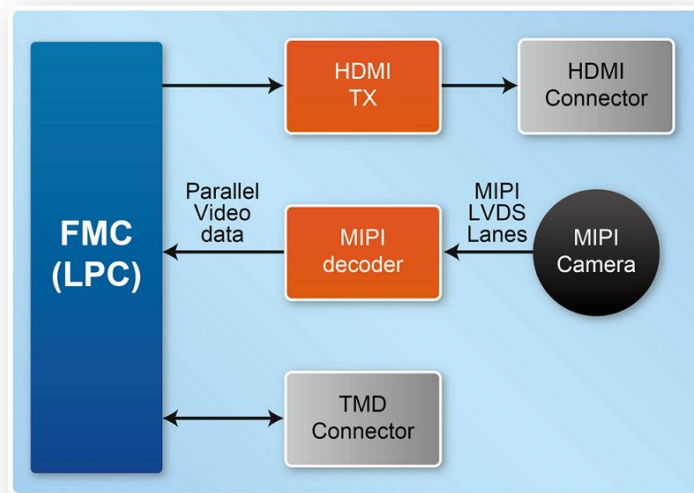 HDMI
TX
HDMI
Connector
FMC
(LPC)
Parallel
Video
data
MIPI
decoder
MIPI
LVDS
Lanes
MIPI
Camera
TMD
Connector